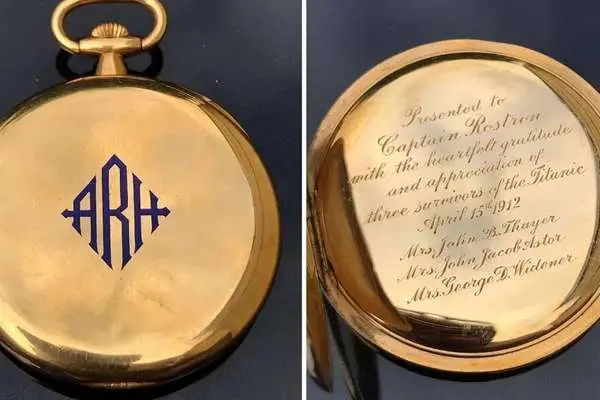 ARH
Presented to
Captain Rostron
with the heartfelt gratitude
and appreciation of
three survivors of the Titanic
April 15th 1912
Mrs. John B. Thayer
Mrs. John Jacob Astor
Mrs. George D. Widener